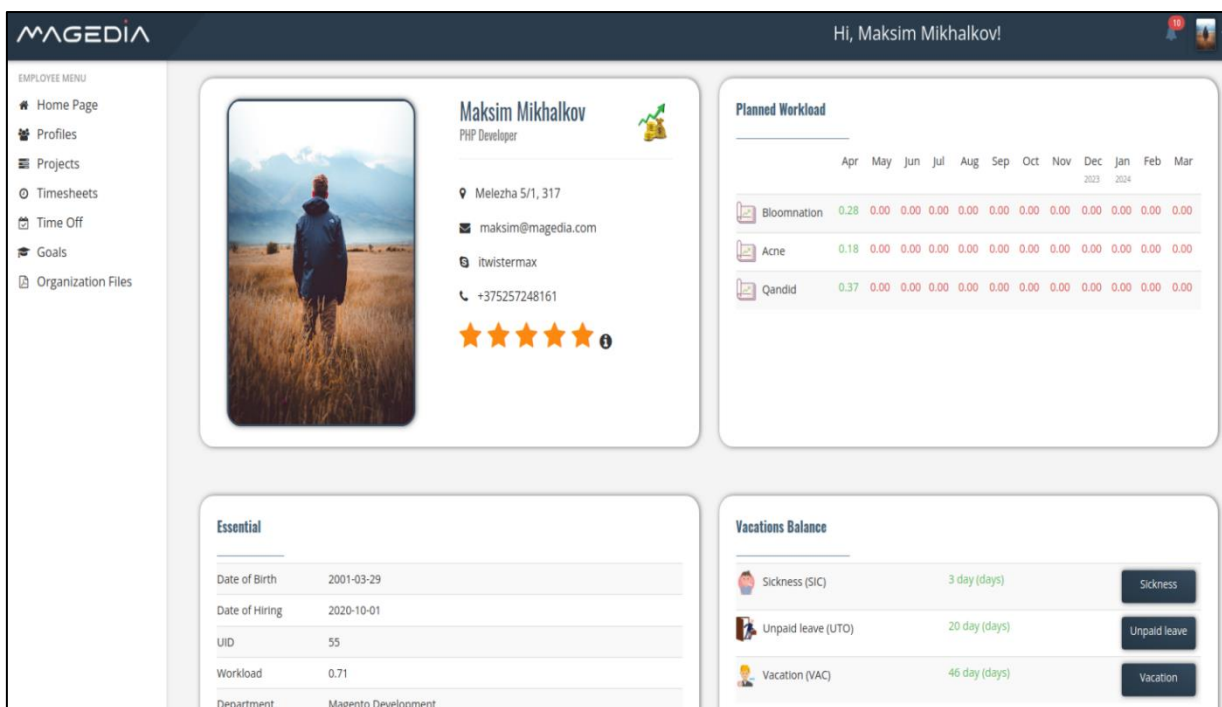 MAGEDIA
Hi, Maksim Mikhalkov!
10
EMPLOYEE MENU
Home Page
Profiles
Projects
Timesheets
Time Off
Goals
Organization Files
Maksim Mikhalkov
PHP Developer
Melezha 5/1, 317
maksim@magedia.com
itwistermax
+375257248161
Planned Workload
Apr May Jun Jul Aug Sep Oct Nov Dec Jan Feb Mar
2023 2024
Bloomnation 0.28 0.00 0.00 0.00 0.00 0.00 0.00 0.00 0.00 0.00 0.00 0.00
Acne 0.18 0.00 0.00 0.00 0.00 0.00 0.00 0.00 0.00 0.00 0.00 0.00
Qandid 0.37 0.00 0.00 0.00 0.00 0.00 0.00 0.00 0.00 0.00 0.00 0.00
Essential
Date of Birth 2001-03-29
Date of Hiring 2020-10-01
UID 55
Workload 0.71
Department Magento Development
Vacations Balance
Sickness (SIC) 3 day (days) Sickness
Unpaid leave (UTO) 20 day (days) Unpaid leave
Vacation (VAC) 46 day (days) Vacation